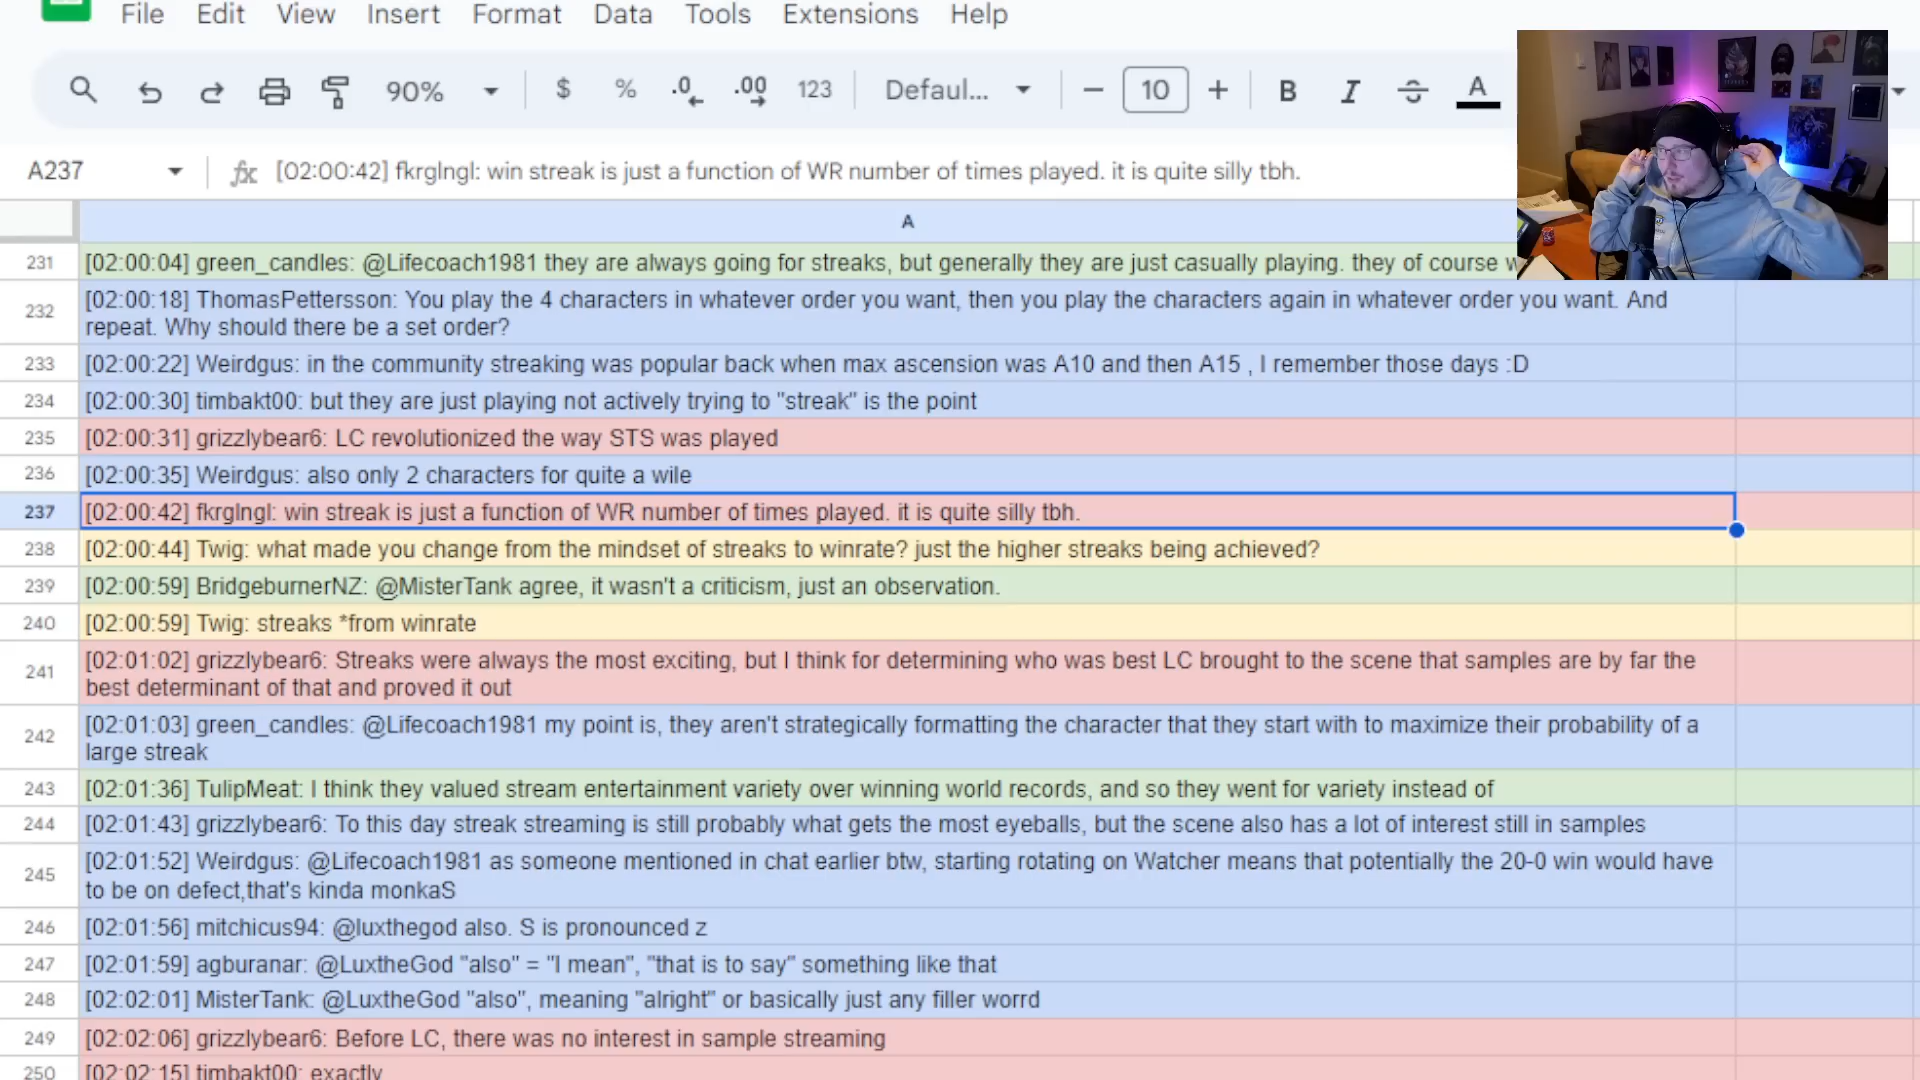 File Edit View Insert Format Data Tools Extensions Help
90% $ % .0 .00 123 Defaul... 10 B I A
A237 fx [02:00:42] fkrglngl: win streak is just a function of WR number of times played. it is quite silly tbh.
A
231 [02:00:04] green_candles: @Lifecoach1981 they are always going for streaks, but generally they are just casually playing. they of course
232 [02:00:18] ThomasPettersson: You play the 4 characters in whatever order you want, then you play the characters again in whatever order you want. And
repeat. Why should there be a set order?
233 [02:00:22] Weirdgus: in the community streaking was popular back when max ascension was A10 and then A15 , I remember those days :D
234 [02:00:30] timbakt00: but they are just playing not actively trying to "streak" is the point
235 [02:00:31] grizzlybear6: LC revolutionized the way STS was played
236 [02:00:35] Weirdgus: also only 2 characters for quite a wile
237 [02:00:42] fkrglngl: win streak is just a function of WR number of times played. it is quite silly tbh.
238 [02:00:44] Twig: what made you change from the mindset of streaks to winrate? just the higher streaks being achieved?
239 [02:00:59] BridgeburnerNZ: @MisterTank agree, it wasn't a criticism, just an observation.
240 [02:00:59] Twig: streaks *from winrate
241 [02:01:02] grizzlybear6: Streaks were always the most exciting, but I think for determining who was best LC brought to the scene that samples are by far the
best determinant of that and proved it out
242 [02:01:03] green_candles: @Lifecoach1981 my point is, they aren't strategically formatting the character that they start with to maximize their probability of a
large streak
243 [02:01:36] TulipMeat: I think they valued stream entertainment variety over winning world records, and so they went for variety instead of
244 [02:01:43] grizzlybear6: To this day streak streaming is still probably what gets the most eyeballs, but the scene also has a lot of interest still in samples
245 [02:01:52] Weirdgus: @Lifecoach1981 as someone mentioned in chat earlier btw, starting rotating on Watcher means that potentially the 20-0 win would have
to be on defect,that's kinda monkaS
246 [02:01:56] mitchicus94: @luxthegod also. S is pronounced z
247 [02:01:59] agburanar: @LuxtheGod "also" = "I mean", "that is to say" something like that
248 [02:02:01] MisterTank: @LuxtheGod "also", meaning "alright" or basically just any filler worrd
249 [02:02:06] grizzlybear6: Before LC, there was no interest in sample streaming
250 [02:02:15] timbakt00: exactly